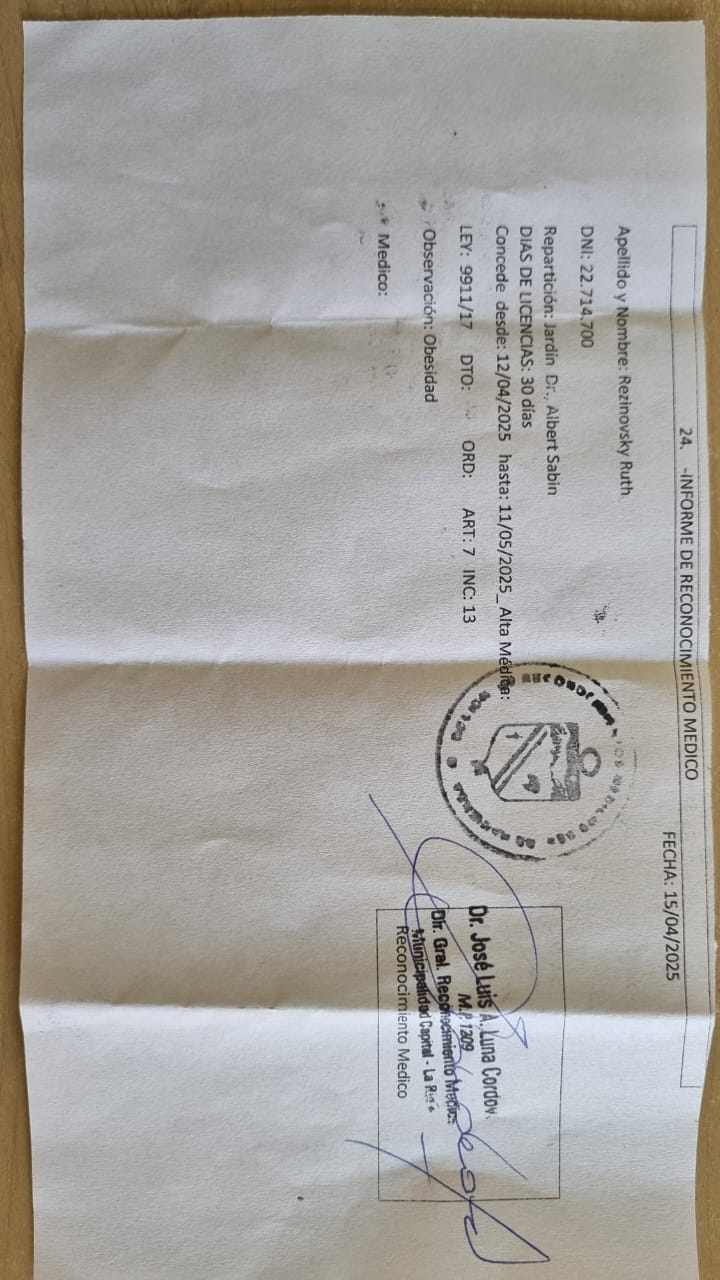 24. -INFORME DE RECONOCIMIENTO MEDICO
FECHA: 15/04/2025
Apellido y Nombre: Rezinovsky Ruth
DNI: 22.714.700
Repartición: Jardin Dr., Albert Sabin
DIAS DE LICENCIAS: 30 días
Concede desde: 12/04/2025 hasta: 11/05/2025_ Alta Médica:
LEY: 9911/17 DTO: ORD: ART: 7 INC: 13
Observación: Obesidad
Medico:
Dr. José Luis A. Luna Cordov
M.P. 1209
Dir. Gral. Reconocimiento Medico
Municipalidad Capital - La
Reconocimiento Medico